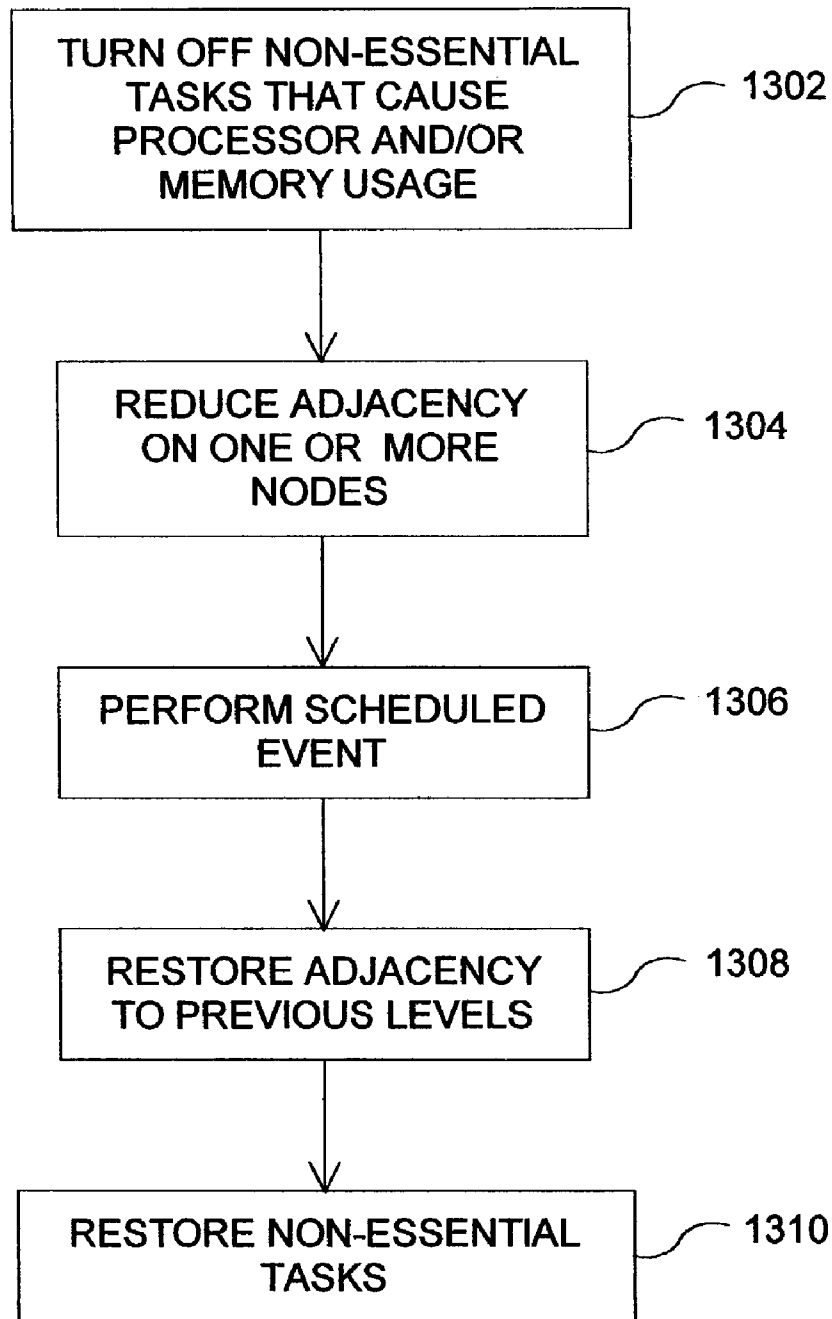 TURN OFF NON-ESSENTIAL
TASKS THAT CAUSE
PROCESSOR AND/OR
MEMORY USAGE
1302
REDUCE ADJACENCY
ON ONE OR MORE
NODES
1304
PERFORM SCHEDULED
EVENT
1306
RESTORE ADJACENCY
TO PREVIOUS LEVELS
1308
RESTORE NON-ESSENTIAL
TASKS
1310